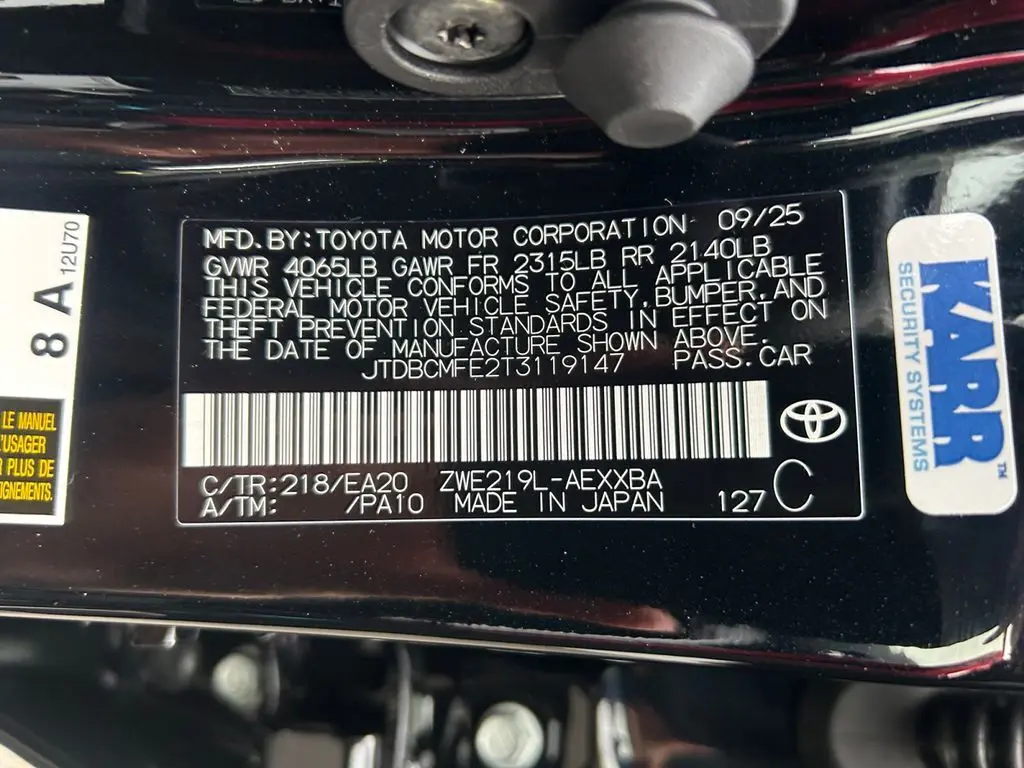 MFD.BY:TOYOTA MOTOR CORPORATION 09/25
GVWR 4065LB GAWR FR 2315LB RR 2140LB
THIS VEHICLE CONFORMS TO ALL APPLICABLE
FEDERAL MOTOR VEHICLE SAFETY,BUMPER,AND
THEFT PREVENTION STANDARDS IN EFFECT ON
THE DATE OF MANUFACTURE SHOWN ABOVE.
JTDBCMFE2T3119147 PASS.CAR
C/TR:218/EA20 ZWE219L-AEXXBA
A/TM: /PA10 MADE IN JAPAN 127 C
8 A 12U70
LE MANUEL
L'USAGER
R PLUS DE
IGNEMENTS.
KARR™
SECURITY SYSTEMS